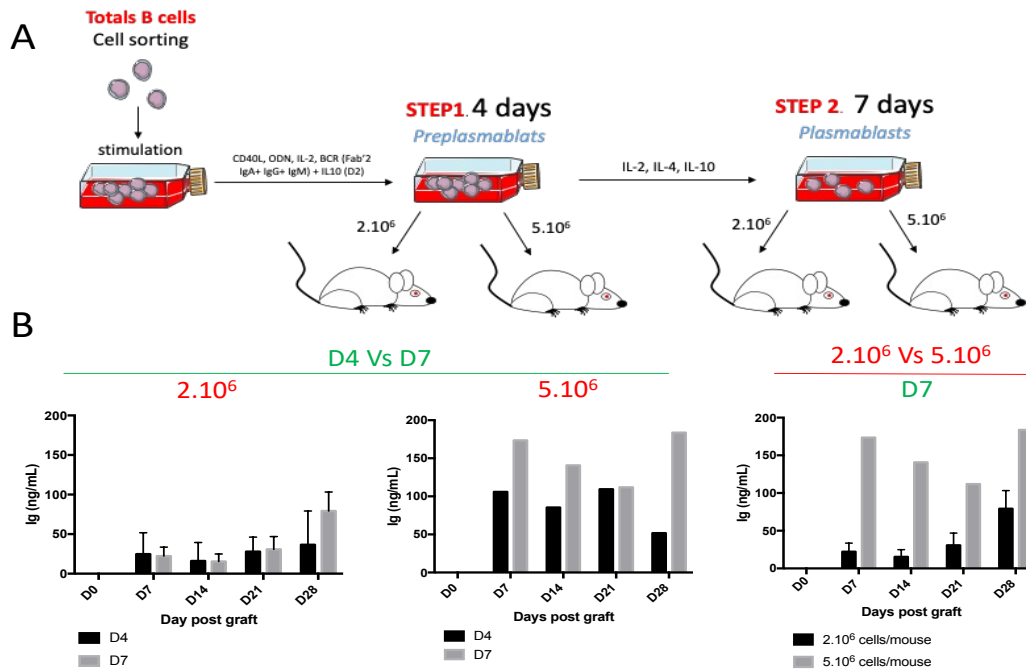 A
Totals B cells
Cell sorting
stimulation
CD40L, ODN, IL-2, BCR (Fab'2
IgA+ IgG+ IgM) + IL10 (D2)
STEP1. 4 days
Preplasmablats
IL-2, IL-4, IL-10
STEP 2. 7 days
Plasmablasts
2.10⁶
5.10⁶
2.10⁶
5.10⁶
B
D4 Vs D7
2.10⁶ Vs 5.10⁶
2.10⁶
5.10⁶
D7
Ig (ng/mL)
200
150
100
50
0
D0
D7
D14
D21
D28
Day post graft
D4
D7
Ig (ng/mL)
200
150
100
50
0
D0
D7
D14
D21
D28
Days post graft
D4
D7
Ig (ng/mL)
200
150
100
50
0
D0
D7
D14
D21
D28
Days post graft
2.10⁶ cells/mouse
5.10⁶ cells/mouse